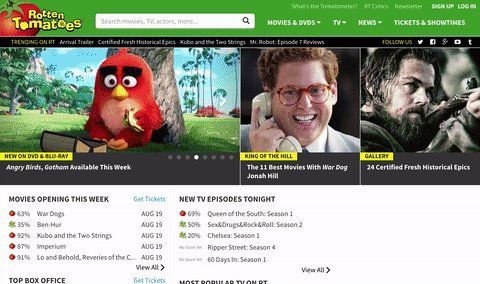 Rotten
Tomatoes
Search movies, TV, actors, more...
What's the Tomatometer? RT Critics Newsletter SIGN UP LOG IN
MOVIES & DVDS TV NEWS TICKETS & SHOWTIMES
TRENDING ON RT Arrival Trailer Certified Fresh Historical Epics Kubo and the Two Strings Mr. Robot: Episode 7 Reviews FOLLOW US
NEW ON DVD & BLU-RAY
Angry Birds, Gotham Available This Week
KING OF THE HILL
The 11 Best Movies With War Dog
Jonah Hill
GALLERY
24 Certified Fresh Historical Epics
MOVIES OPENING THIS WEEK Get Tickets
63% War Dogs AUG 19
35% Ben-Hur AUG 19
92% Kubo and the Two Strings AUG 19
87% Imperium AUG 19
91% Lo and Behold, Reveries of the C... AUG 19
View All
TOP BOX OFFICE Get Tickets
NEW TV EPISODES TONIGHT
69% Queen of the South: Season 1
50% Sex&Drugs&Rock&Roll: Season 2
20% Chelsea: Season 1
No Score Yet Ripper Street: Season 4
No Score Yet 60 Days In: Season 1
View All
MOST POPULAR TV ON RT